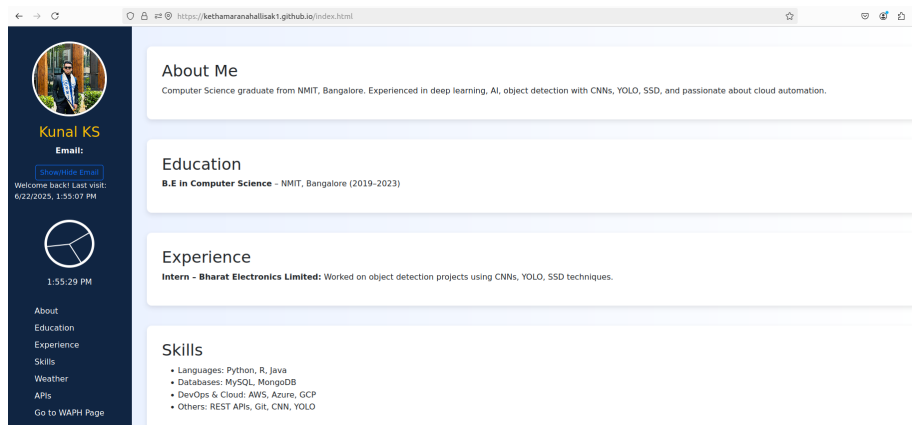 https://kethamaranahallisak1.github.io/index.html
Kunal KS
Email:
Show/Hide Email
Welcome back! Last visit:
6/22/2025, 1:55:07 PM
1:55:29 PM
About
Education
Experience
Skills
Weather
APIs
Go to WAPH Page
About Me
Computer Science graduate from NMIT, Bangalore. Experienced in deep learning, AI, object detection with CNNs, YOLO, SSD, and passionate about cloud automation.
Education
B.E in Computer Science – NMIT, Bangalore (2019–2023)
Experience
Intern – Bharat Electronics Limited: Worked on object detection projects using CNNs, YOLO, SSD techniques.
Skills
• Languages: Python, R, Java
• Databases: MySQL, MongoDB
• DevOps & Cloud: AWS, Azure, GCP
• Others: REST APIs, Git, CNN, YOLO